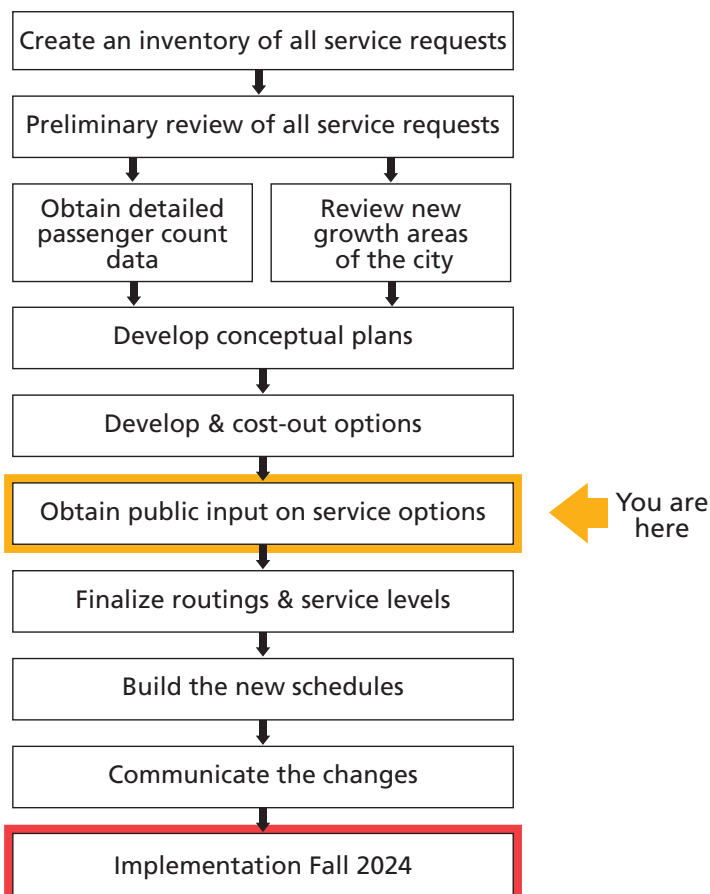 Create an inventory of all service requests
Preliminary review of all service requests
Obtain detailed
passenger count
data
Review new
growth areas
of the city
Develop conceptual plans
Develop & cost-out options
Obtain public input on service options
You are
here
Finalize routings & service levels
Build the new schedules
Communicate the changes
Implementation Fall 2024